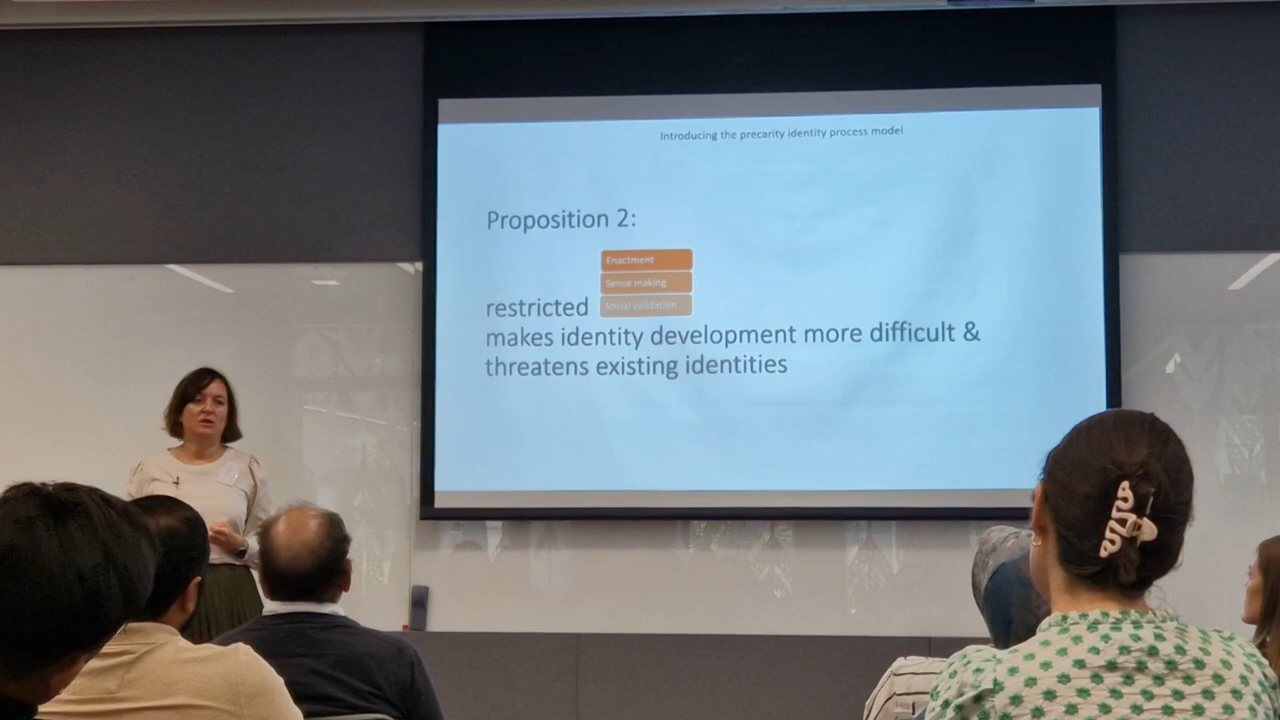 Introducing the precarity identity process model
Proposition 2:
Enactment
Sense making
restricted
Social validation
makes identity development more difficult &
threatens existing identities